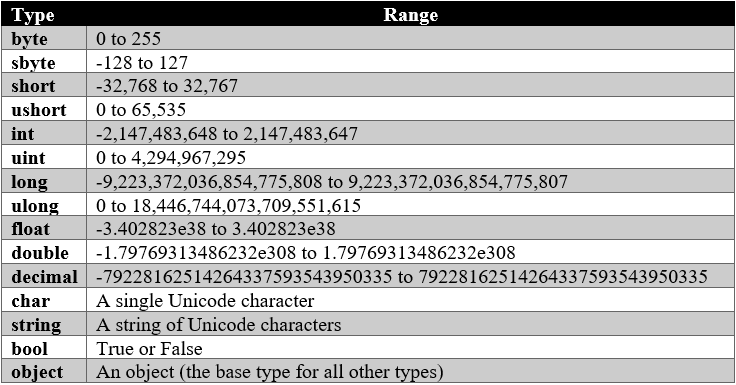 Type Range
byte 0 to 255
sbyte -128 to 127
short -32,768 to 32,767
ushort 0 to 65,535
int -2,147,483,648 to 2,147,483,647
uint 0 to 4,294,967,295
long -9,223,372,036,854,775,808 to 9,223,372,036,854,775,807
ulong 0 to 18,446,744,073,709,551,615
float -3.402823e38 to 3.402823e38
double -1.79769313486232e308 to 1.79769313486232e308
decimal -79228162514264337593543950335 to 79228162514264337593543950335
char A single Unicode character
string A string of Unicode characters
bool True or False
object An object (the base type for all other types)